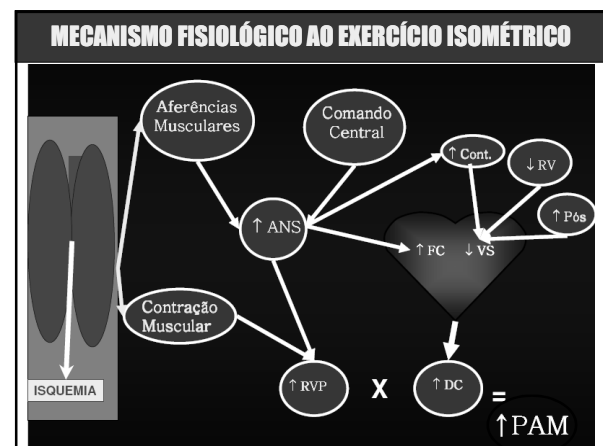 MECANISMO FISIOLÓGICO AO EXERCÍCIO ISOMÉTRICO
Aferências
Musculares
Comando
Central
↑ Cont.
↓ RV
↑ Pós
↑ ANS
↑ FC
↓ VS
Contração
Muscular
ISQUEMIA
↑ RVP
X
↑ DC
=
↑PAM